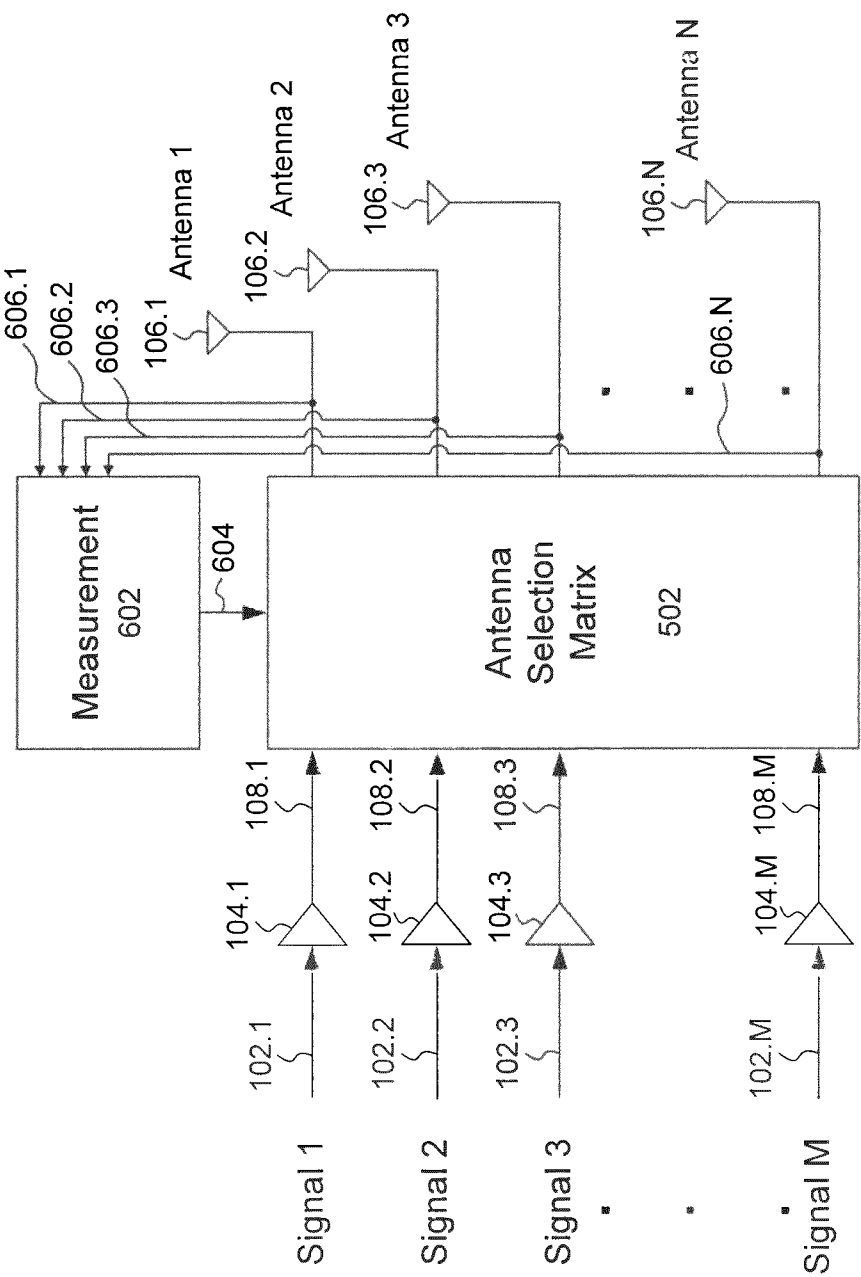 Signal 1
102.1
104.1
108.1
Signal 2
102.2
104.2
108.2
Signal 3
102.3
104.3
108.3
Signal M
102.M
104.M
108.M
Measurement
602
604
Antenna
Selection
Matrix
502
606.1
606.2
606.3
606.N
106.1
Antenna 1
106.2
Antenna 2
106.3
Antenna 3
106.N
Antenna N